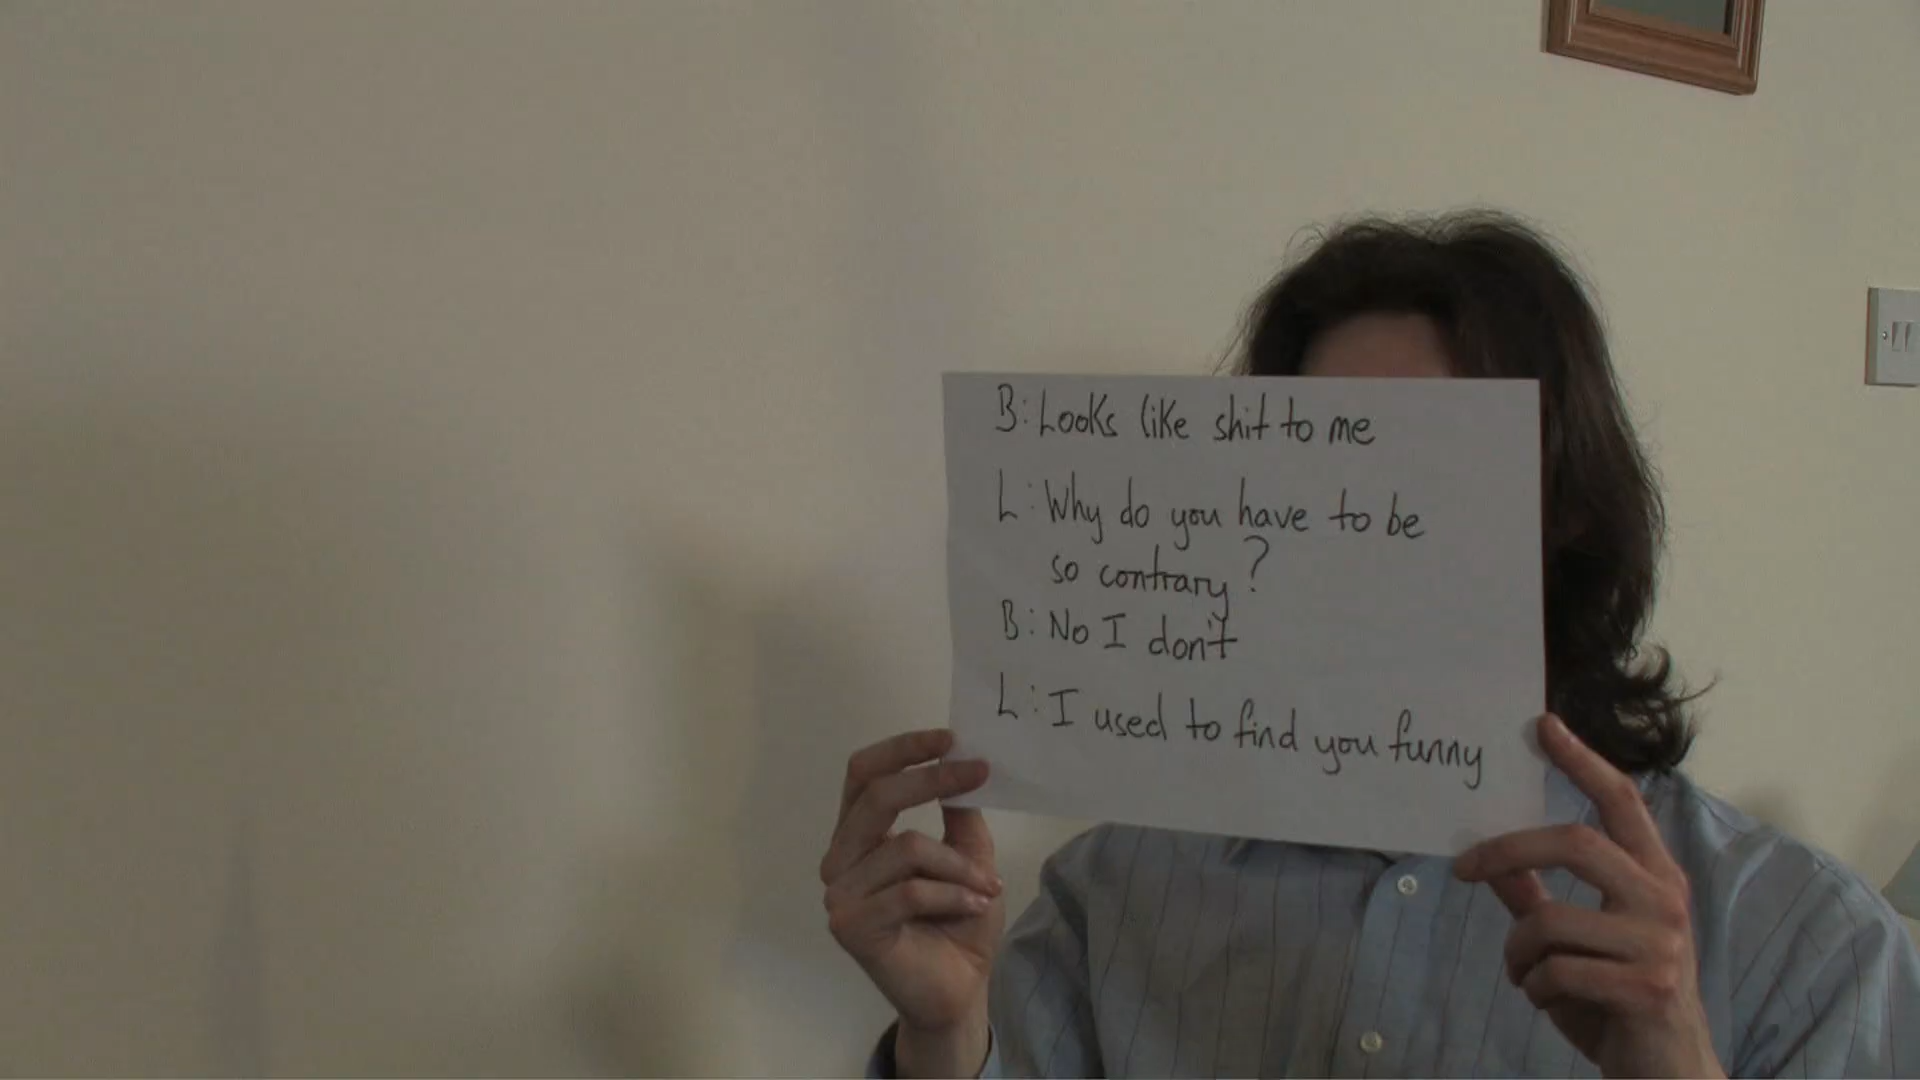 B: Looks like shit to me
L: Why do you have to be
so contrary?
B: No I don't
L: I used to find you funny